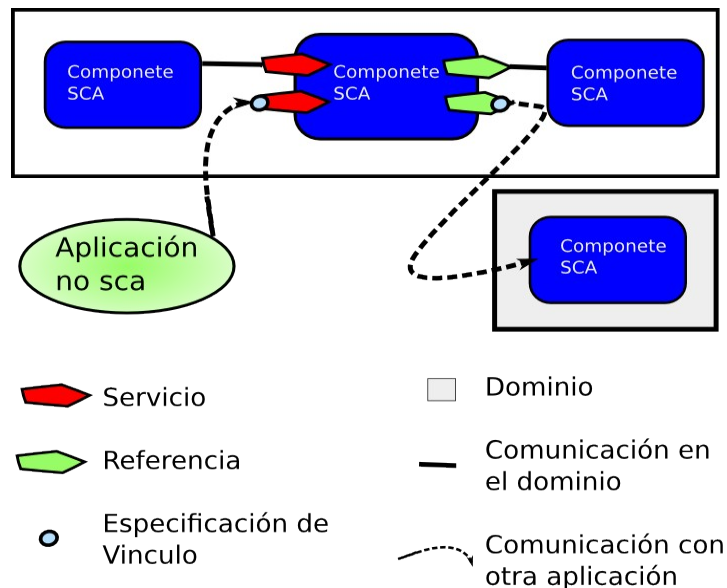 Componete
SCA
Componete
SCA
Componete
SCA
Aplicación
no sca
Componete
SCA
Servicio
Referencia
Especificación de
Vinculo
Dominio
Comunicación en
el dominio
Comunicación con
otra aplicación